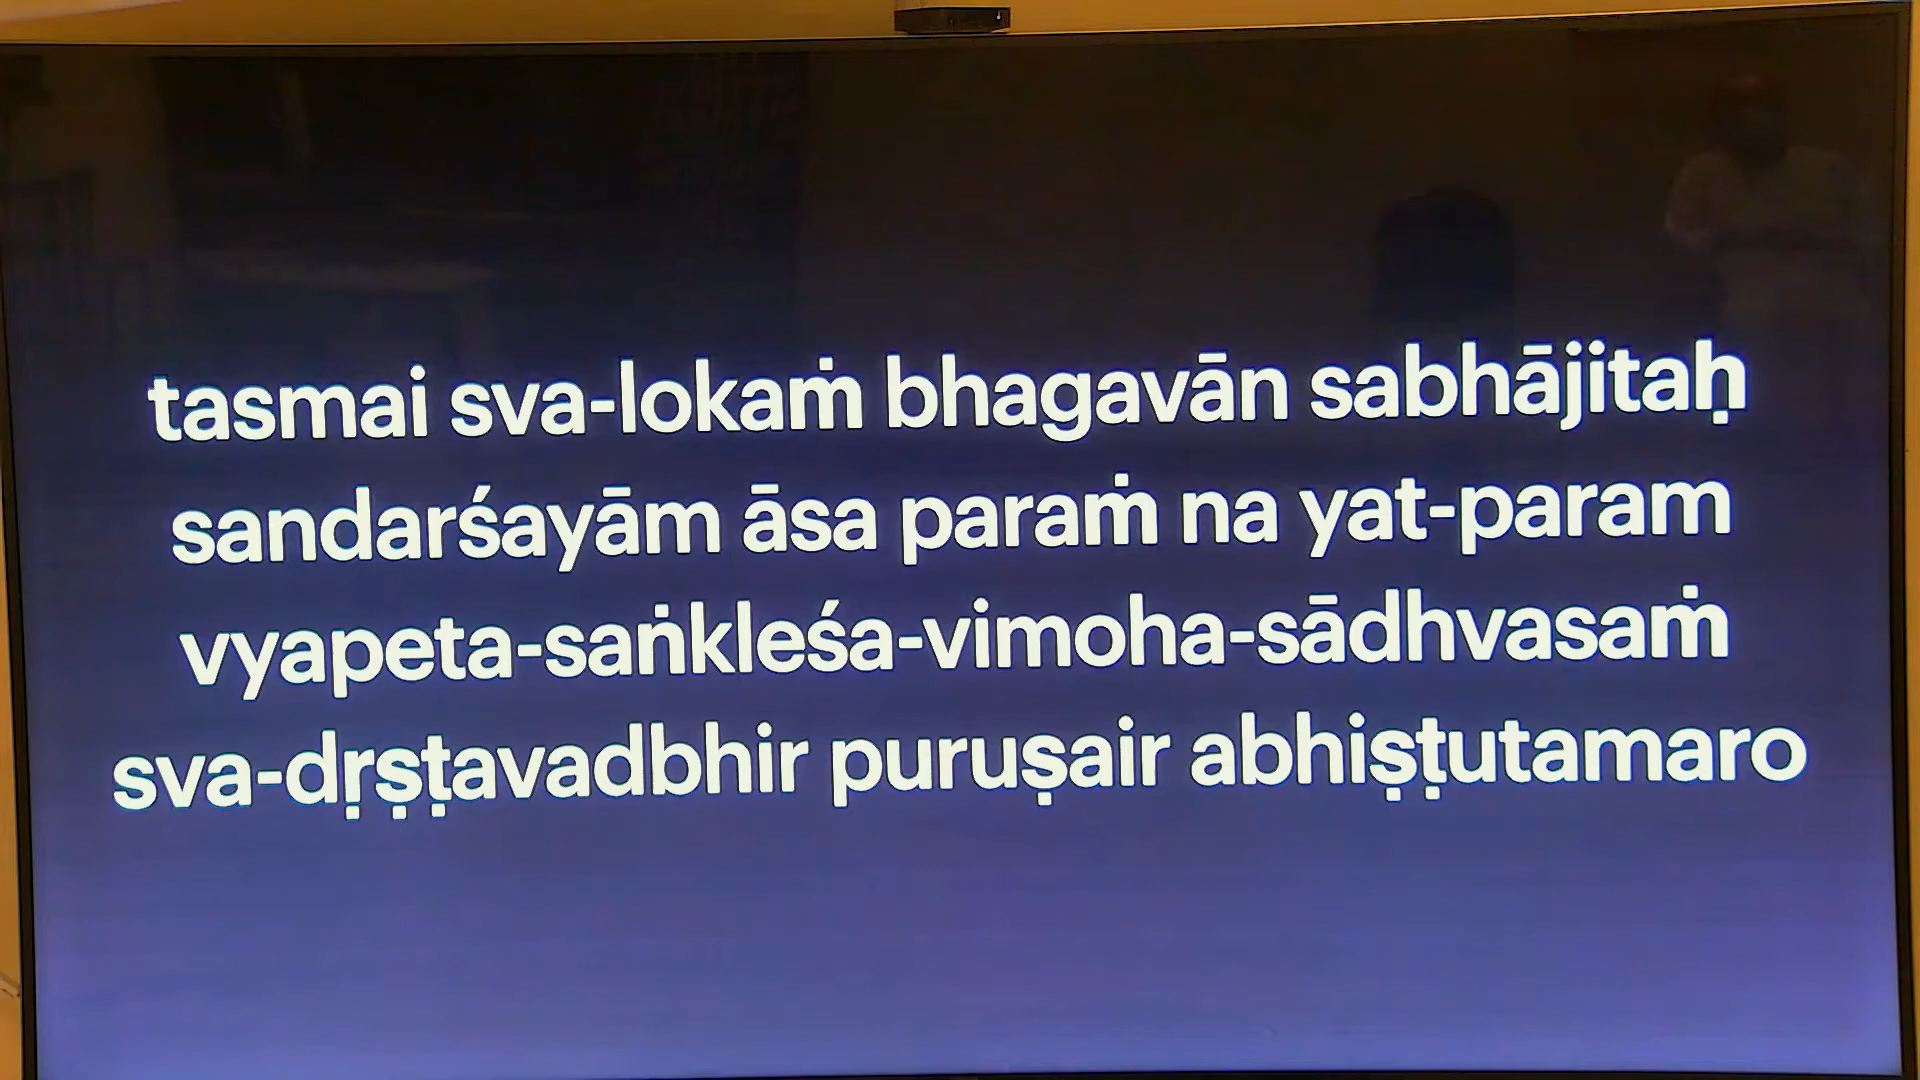 tasmai sva-lokaṁ bhagavān sabhājitaḥ
sandarśayām āsa paraṁ na yat-param
vyapeta-saṅkleśa-vimoha-sādhvasaṁ
sva-dṛṣṭavadbhir puruṣair abhiṣṭutamaro